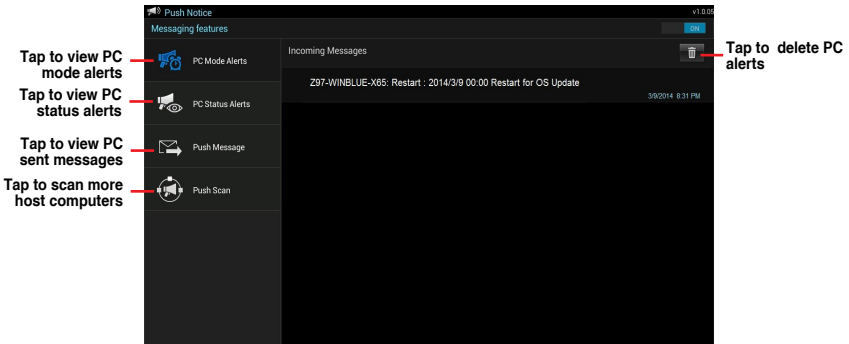 Push Notice
v1.0.05
Messaging features
ON
Tap to view PC
mode alerts
PC Mode Alerts
Incoming Messages
Tap to delete PC
alerts
Z97-WINBLUE-X65: Restart : 2014/3/9 00:00 Restart for OS Update
3/9/2014 8:31 PM
Tap to view PC
status alerts
PC Status Alerts
Tap to view PC
sent messages
Push Message
Tap to scan more
host computers
Push Scan